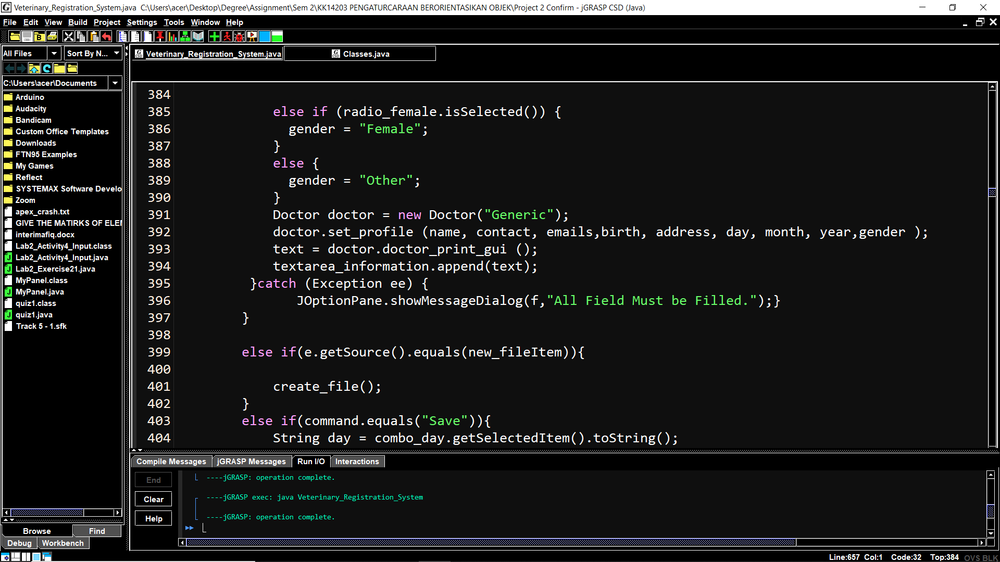 Veterinary_Registration_System.java  C:\Users\acer\Desktop\Degree\Assignment\Sem 2\KK14203 PENGATURCARAAN BERORIENTASIKAN OBJEK\Project 2 Confirm - jGRASP CSD (Java)
File Edit View Build Project Settings Tools Window Help
All Files
Sort By N...
Veterinary_Registration_System.java
Classes.java
C:\Users\acer\Documents
Arduino
Audacity
Bandicam
Custom Office Templates
Downloads
FTN95 Examples
My Games
Reflect
SYSTEMAX Software Develo
Zoom
apex_crash.txt
GIVE THE MATIRKS OF ELE
interimafiq.docx
Lab2_Activity4_Input.class
Lab2_Activity4_Input.java
Lab2_Exercise21.java
MyPanel.class
MyPanel.java
quiz1.class
quiz1.java
Track 5 - 1.sfk
Browse
Find
Debug
Workbench
384
385 else if (radio_female.isSelected()) {
386 gender = "Female";
387 }
388 else {
389 gender = "Other";
390 }
391 Doctor doctor = new Doctor("Generic");
392 doctor.set_profile (name, contact, emails,birth, address, day, month, year,gender );
393 text = doctor.doctor_print_gui ();
394 textarea_information.append(text);
395 }catch (Exception ee) {
396 JOptionPane.showMessageDialog(f,"All Field Must be Filled.");}
397 }
398
399 else if(e.getSource().equals(new_fileItem)){
400
401 create_file();
402 }
403 else if(command.equals("Save")){
404 String day = combo_day.getSelectedItem().toString();
Compile Messages
jGRASP Messages
Run I/O
Interactions
End
Clear
Help
----jGRASP: operation complete.
----jGRASP exec: java Veterinary_Registration_System
----jGRASP: operation complete.
Line:657 Col:1 Code:32 Top:384 OVS BLK